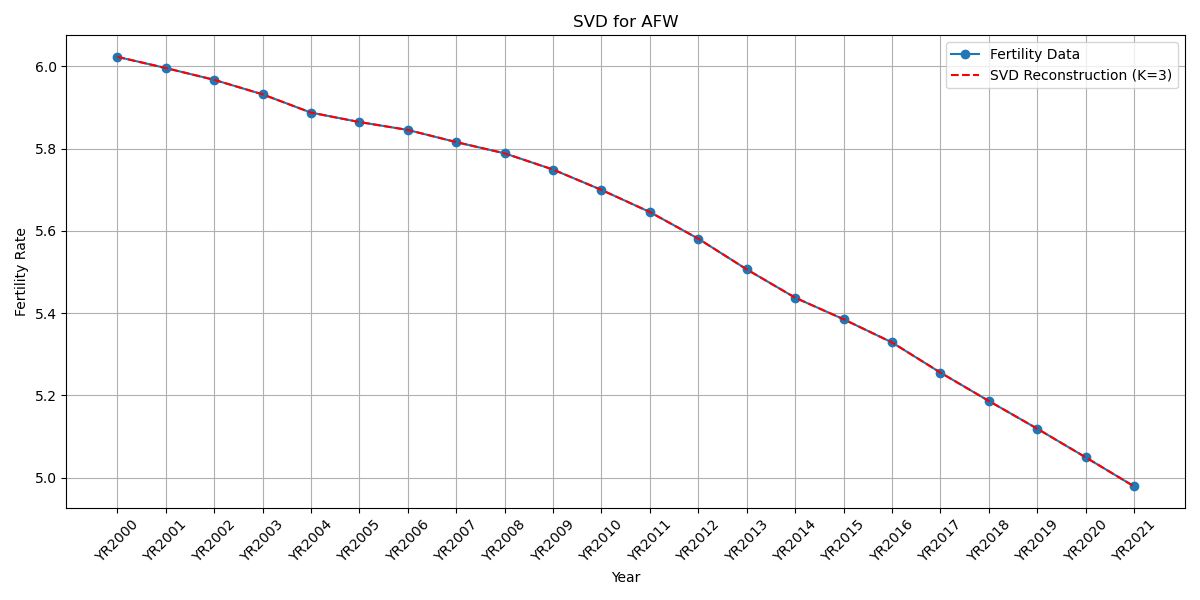 SVD for AFW
Fertility Data
SVD Reconstruction (K=3)
Fertility Rate
6.0
5.8
5.6
5.4
5.2
5.0
YR2000
YR2001
YR2002
YR2003
YR2004
YR2005
YR2006
YR2007
YR2008
YR2009
YR2010
YR2011
YR2012
YR2013
YR2014
YR2015
YR2016
YR2017
YR2018
YR2019
YR2020
YR2021
Year